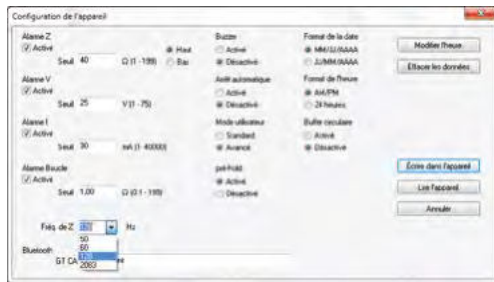 Configuration de l'appareil
Alarme Z
Activé
Seuil 40 Ω (1 - 199) Haut Bas
Alarme V
Activé
Seuil 25 V (1 - 75)
Alarme I
Activé
Seuil 30 mA (1 40000)
Alarme Boucle
Activé
Seuil 1,00 Ω (0.1 - 199)
Fréq. de Z 128 Hz
50
60
128
2083
Bluetooth
GT CA
Buzzer
Activé
Désactivé
Arrêt automatique
Activé
Désactivé
Mode utilisateur
Standard
Avancé
pré-hold
Activé
Désactivé
Format de la date
MM/JJ/AAAA
JJ/MM/AAAA
Format de l'heure
AM/PM
24 heures
Buffer circulaire
Activé
Désactivé
Modifier l'heure
Effacer les données
Écrire dans l'appareil
Lire l'appareil
Annuler